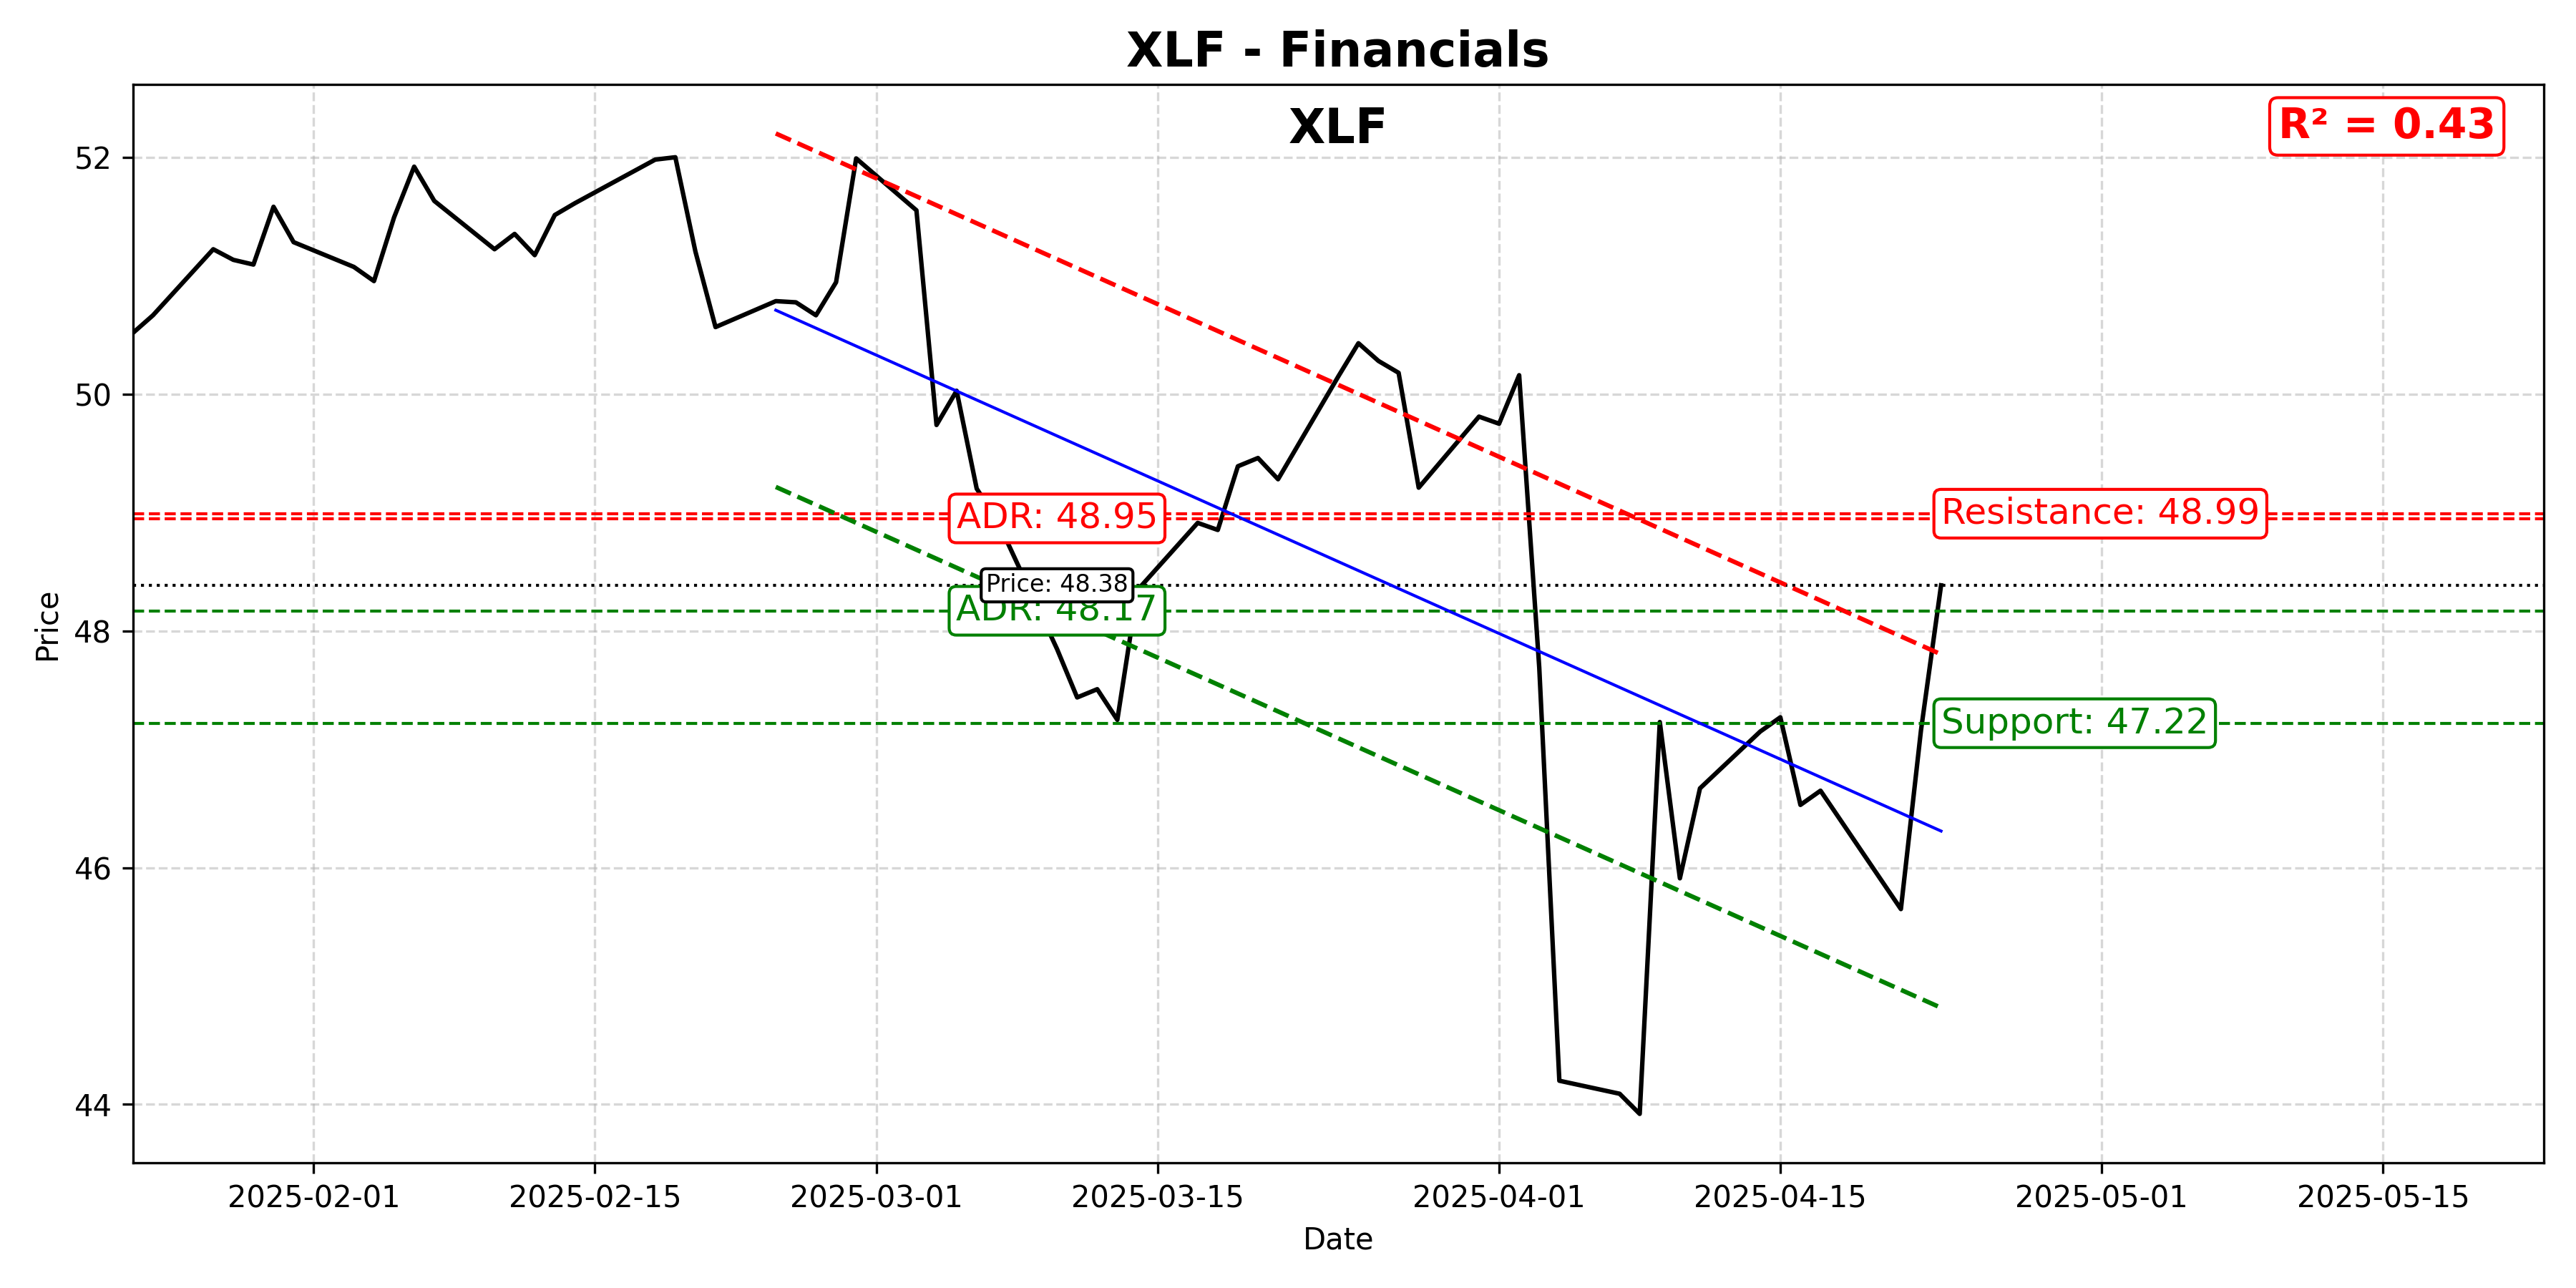 XLF - Financials
XLF
R² = 0.43
52
50
48
46
44
Price
ADR: 48.95
Resistance: 48.99
Price: 48.38
ADR: 48.17
Support: 47.22
2025-02-01
2025-02-15
2025-03-01
2025-03-15
2025-04-01
2025-04-15
2025-05-01
2025-05-15
Date